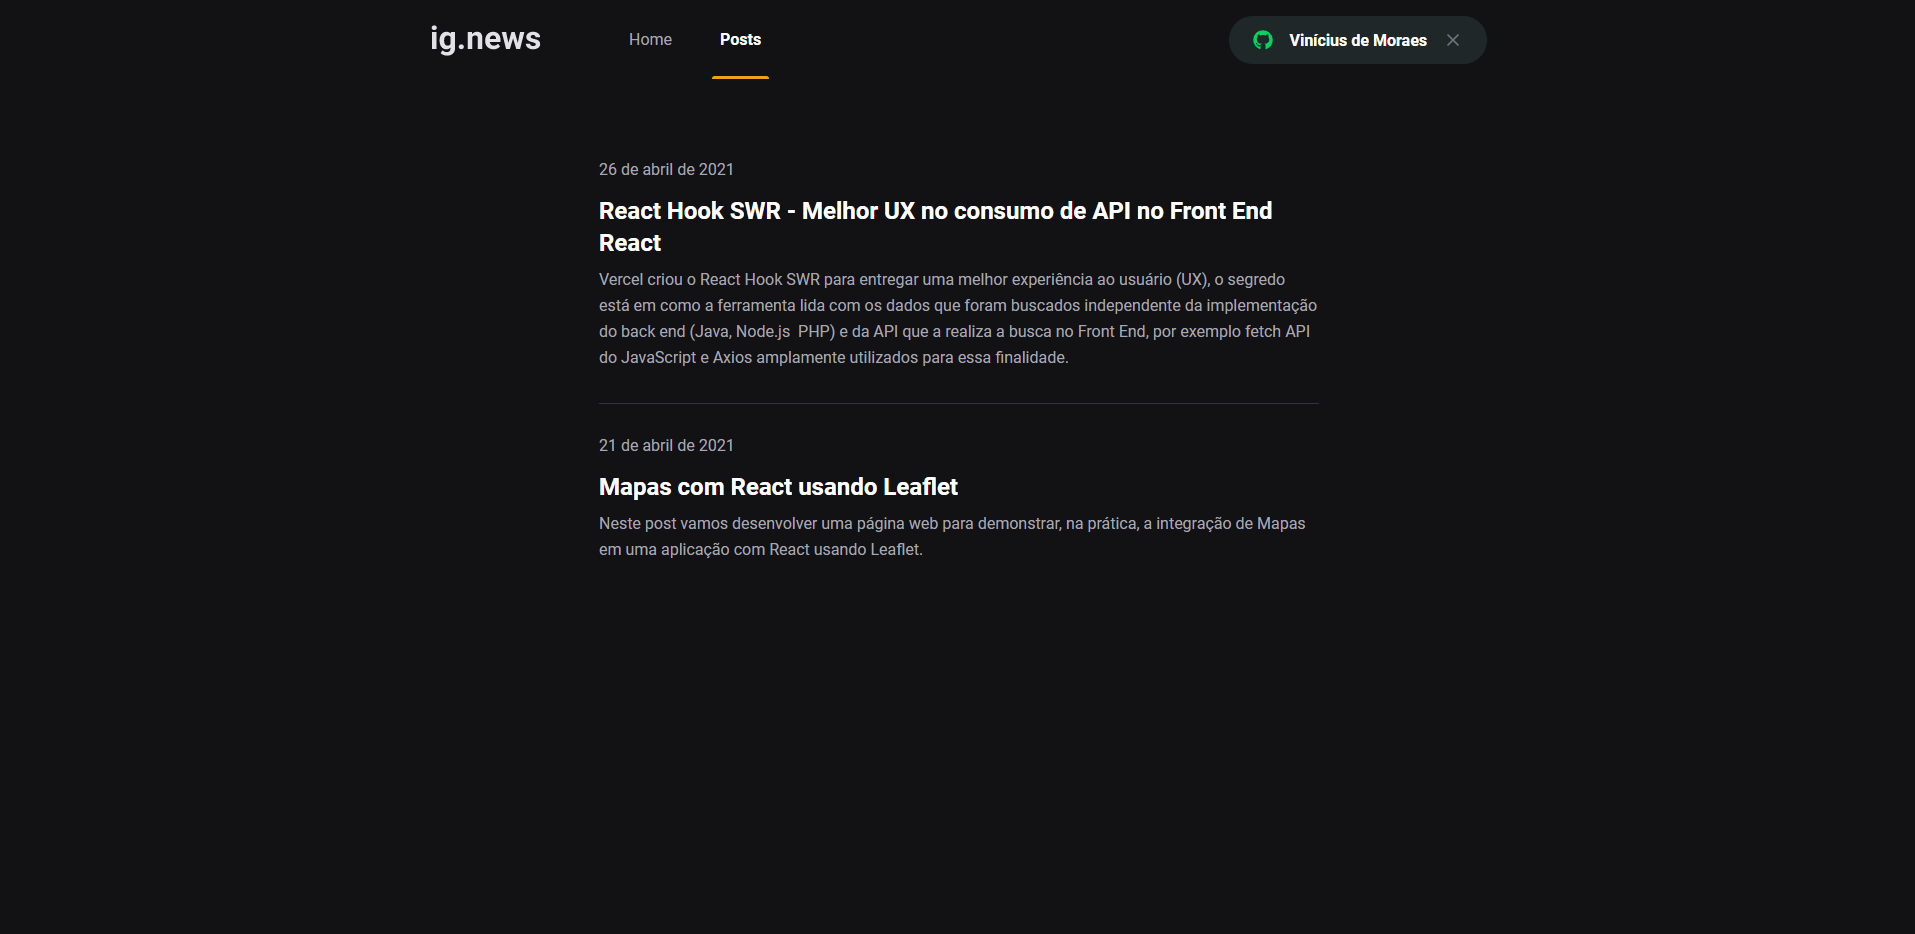 ig.news
Home
Posts
Vinícius de Moraes
26 de abril de 2021
React Hook SWR - Melhor UX no consumo de API no Front End
React
Vercel criou o React Hook SWR para entregar uma melhor experiência ao usuário (UX), o segredo
está em como a ferramenta lida com os dados que foram buscados independente da implementação
do back end (Java, Node.js  PHP) e da API que a realiza a busca no Front End, por exemplo fetch API
do JavaScript e Axios amplamente utilizados para essa finalidade.
21 de abril de 2021
Mapas com React usando Leaflet
Neste post vamos desenvolver uma página web para demonstrar, na prática, a integração de Mapas
em uma aplicação com React usando Leaflet.